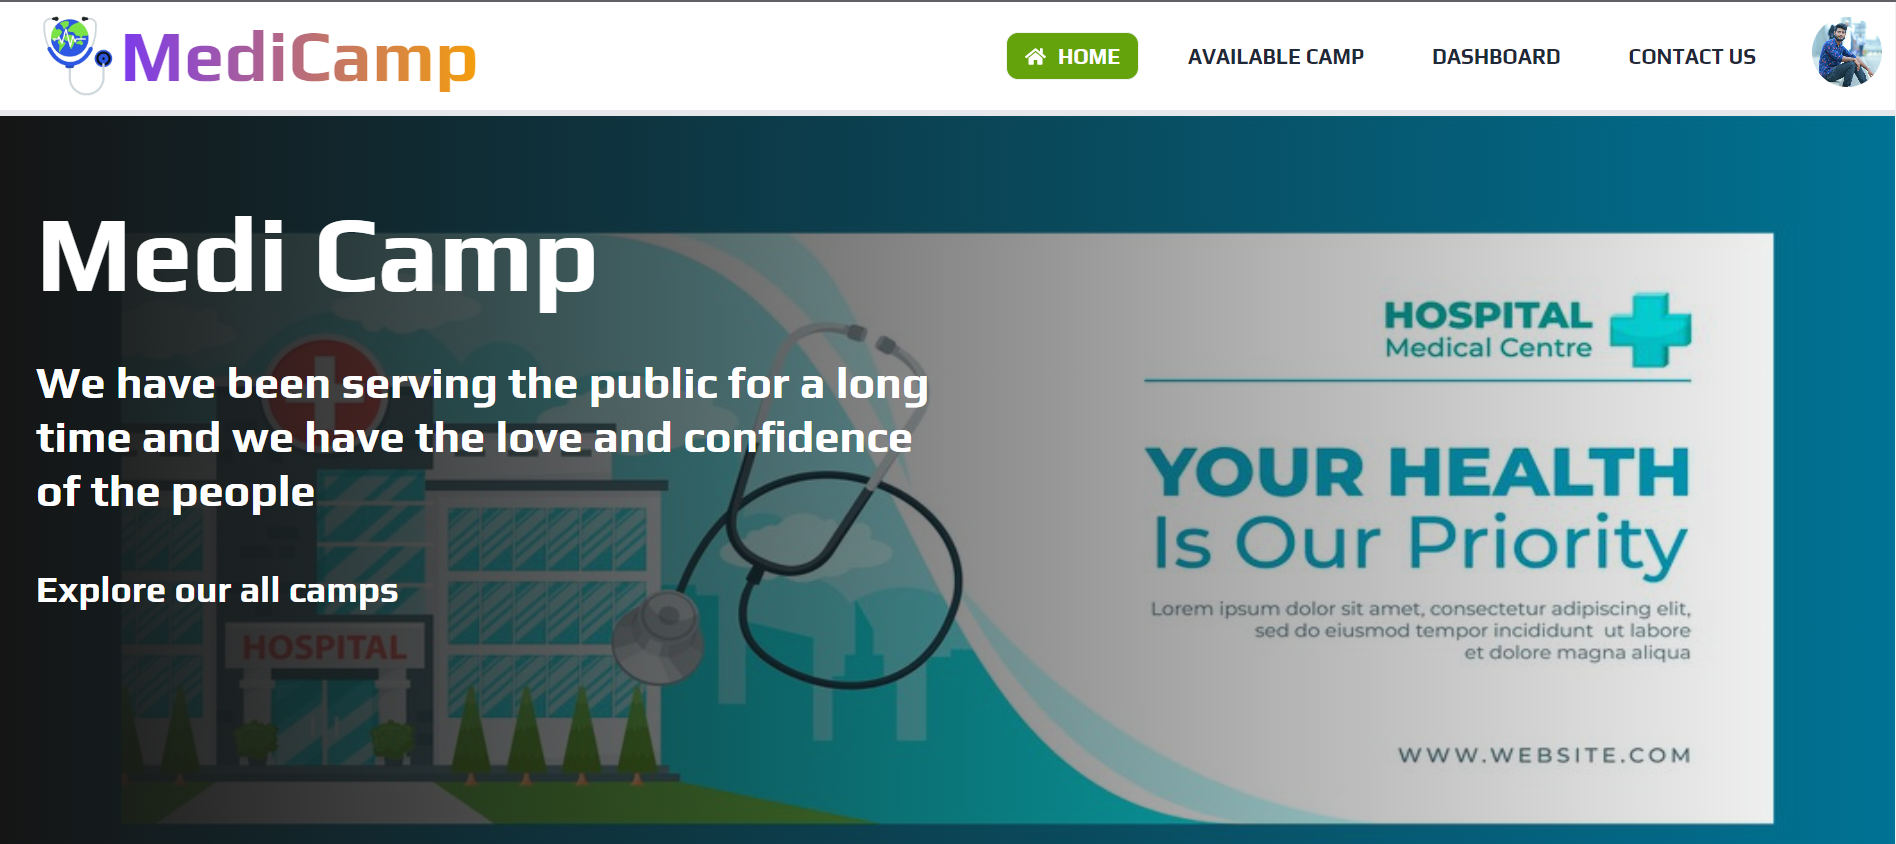 MediCamp
HOME
AVAILABLE CAMP
DASHBOARD
CONTACT US
Medi Camp
We have been serving the public for a long
time and we have the love and confidence
of the people
Explore our all camps
HOSPITAL
HOSPITAL
Medical Centre
YOUR HEALTH
Is Our Priority
Lorem ipsum dolor sit amet, consectetur adipiscing elit,
sed do eiusmod tempor incididunt ut labore
et dolore magna aliqua
WWW.WEBSITE.COM